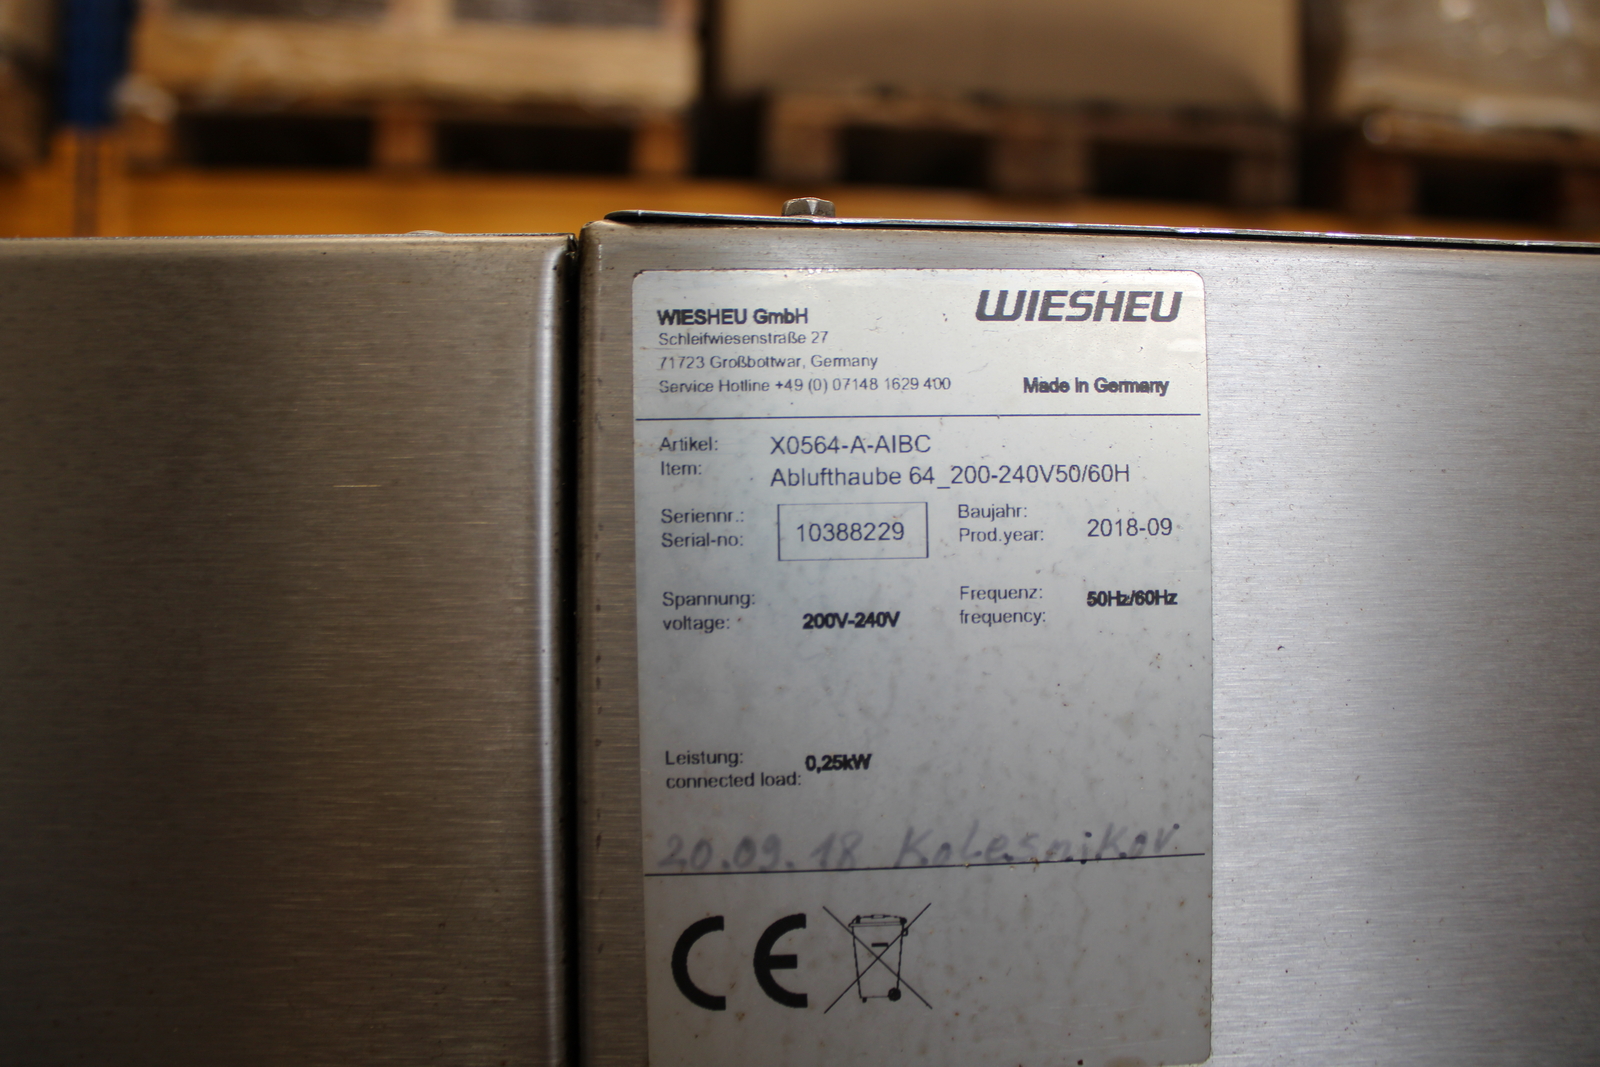 WIESHEU GmbH
WIESHEU
Schleifwiesenstraße 27
71723 Großbottwar, Germany
Service Hotline +49 (0) 07148 1629 400
Made in Germany
Artikel: X0564-A-AIBC
Item: Ablufthaube 64_200-240V50/60H
Seriennr.:
Serial-no: 10388229
Baujahr:
Prod.year: 2018-09
Spannung:
voltage: 200V-240V
Frequenz: 50Hz/60Hz
frequency:
Leistung: 0,25kW
connected load:
20.09.18 Kolesnikov
CE